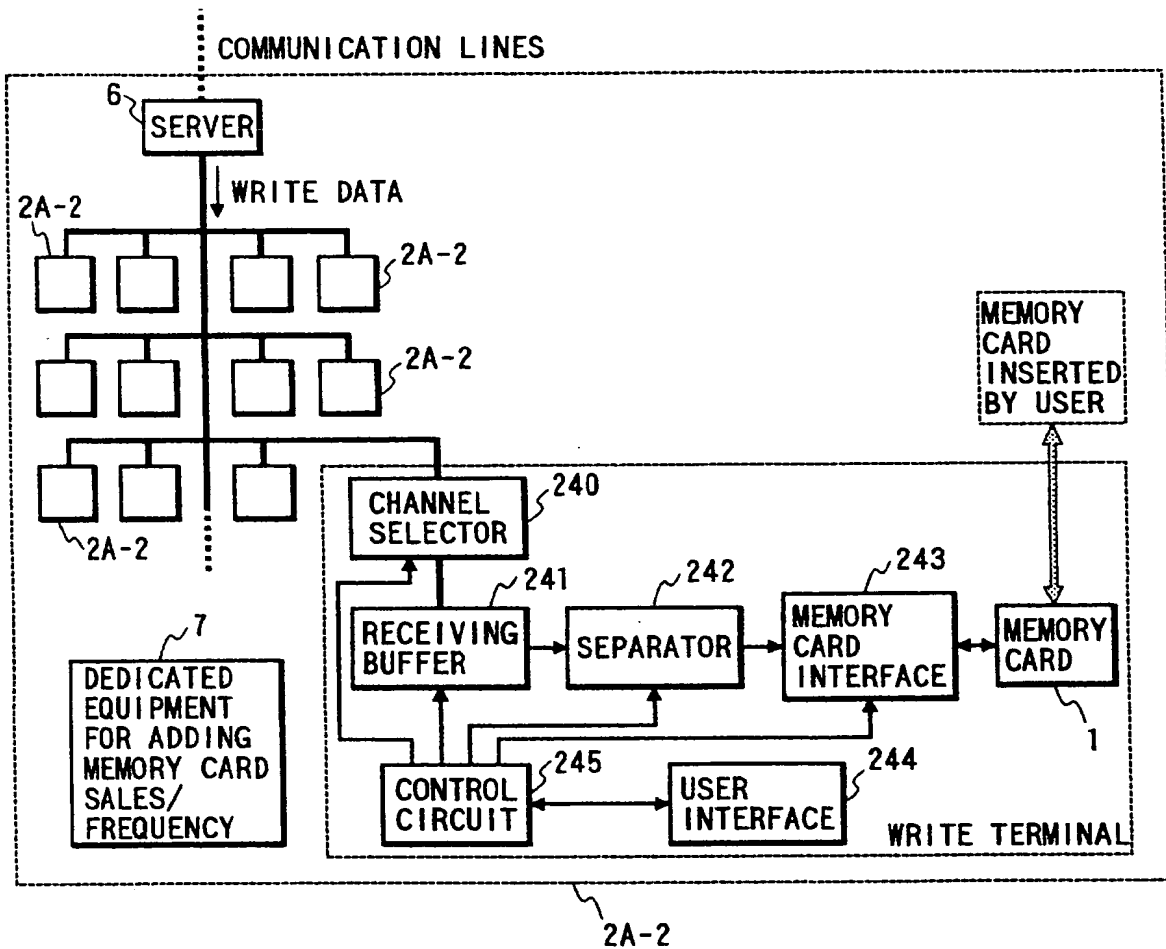 COMMUNICATION LINES
6
SERVER
WRITE DATA
2A-2
2A-2
2A-2
2A-2
MEMORY
CARD
INSERTED
BY USER
CHANNEL
SELECTOR
240
241
RECEIVING
BUFFER
242
SEPARATOR
243
MEMORY
CARD
INTERFACE
MEMORY
CARD
1
7
DEDICATED
EQUIPMENT
FOR ADDING
MEMORY CARD
SALES/
FREQUENCY
CONTROL
CIRCUIT
245
USER
INTERFACE
244
WRITE TERMINAL
2A-2